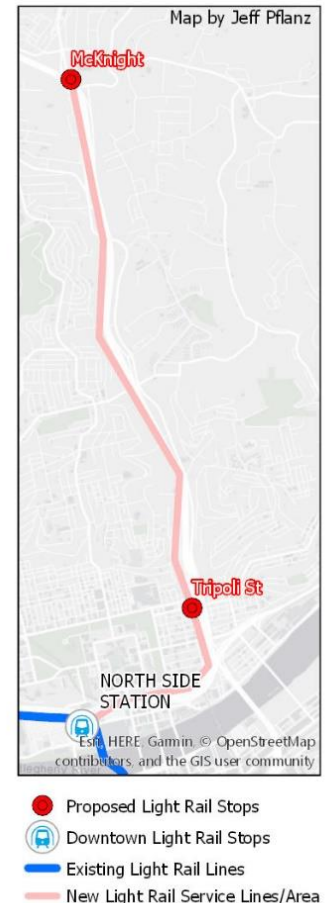 Map by Jeff Pflanz
McKnight
Tripoli St
NORTH SIDE
STATION
Esri, HERE, Garmin, © OpenStreetMap
contributors, and the GIS user community
Proposed Light Rail Stops
Downtown Light Rail Stops
Existing Light Rail Lines
New Light Rail Service Lines/Area